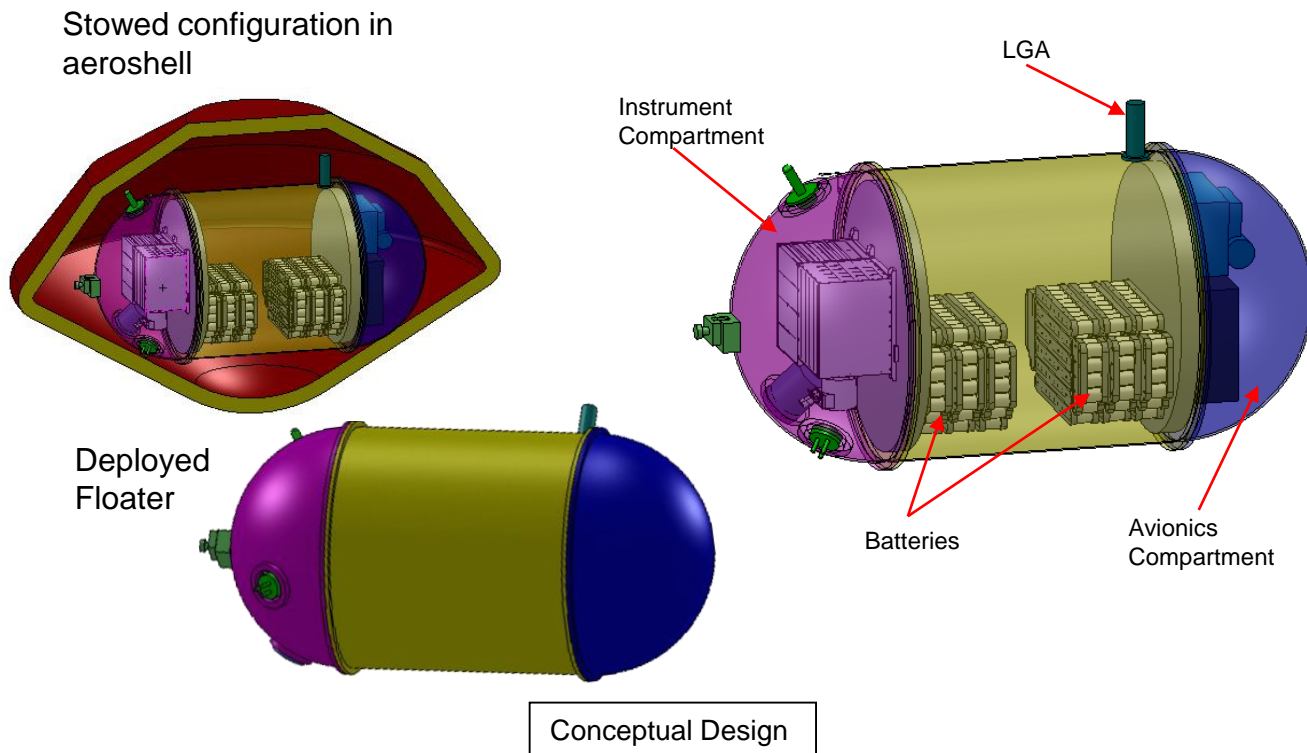 Stowed configuration in
aeroshell
LGA
Instrument
Compartment
Deployed
Floater
Batteries
Avionics
Compartment
Conceptual Design